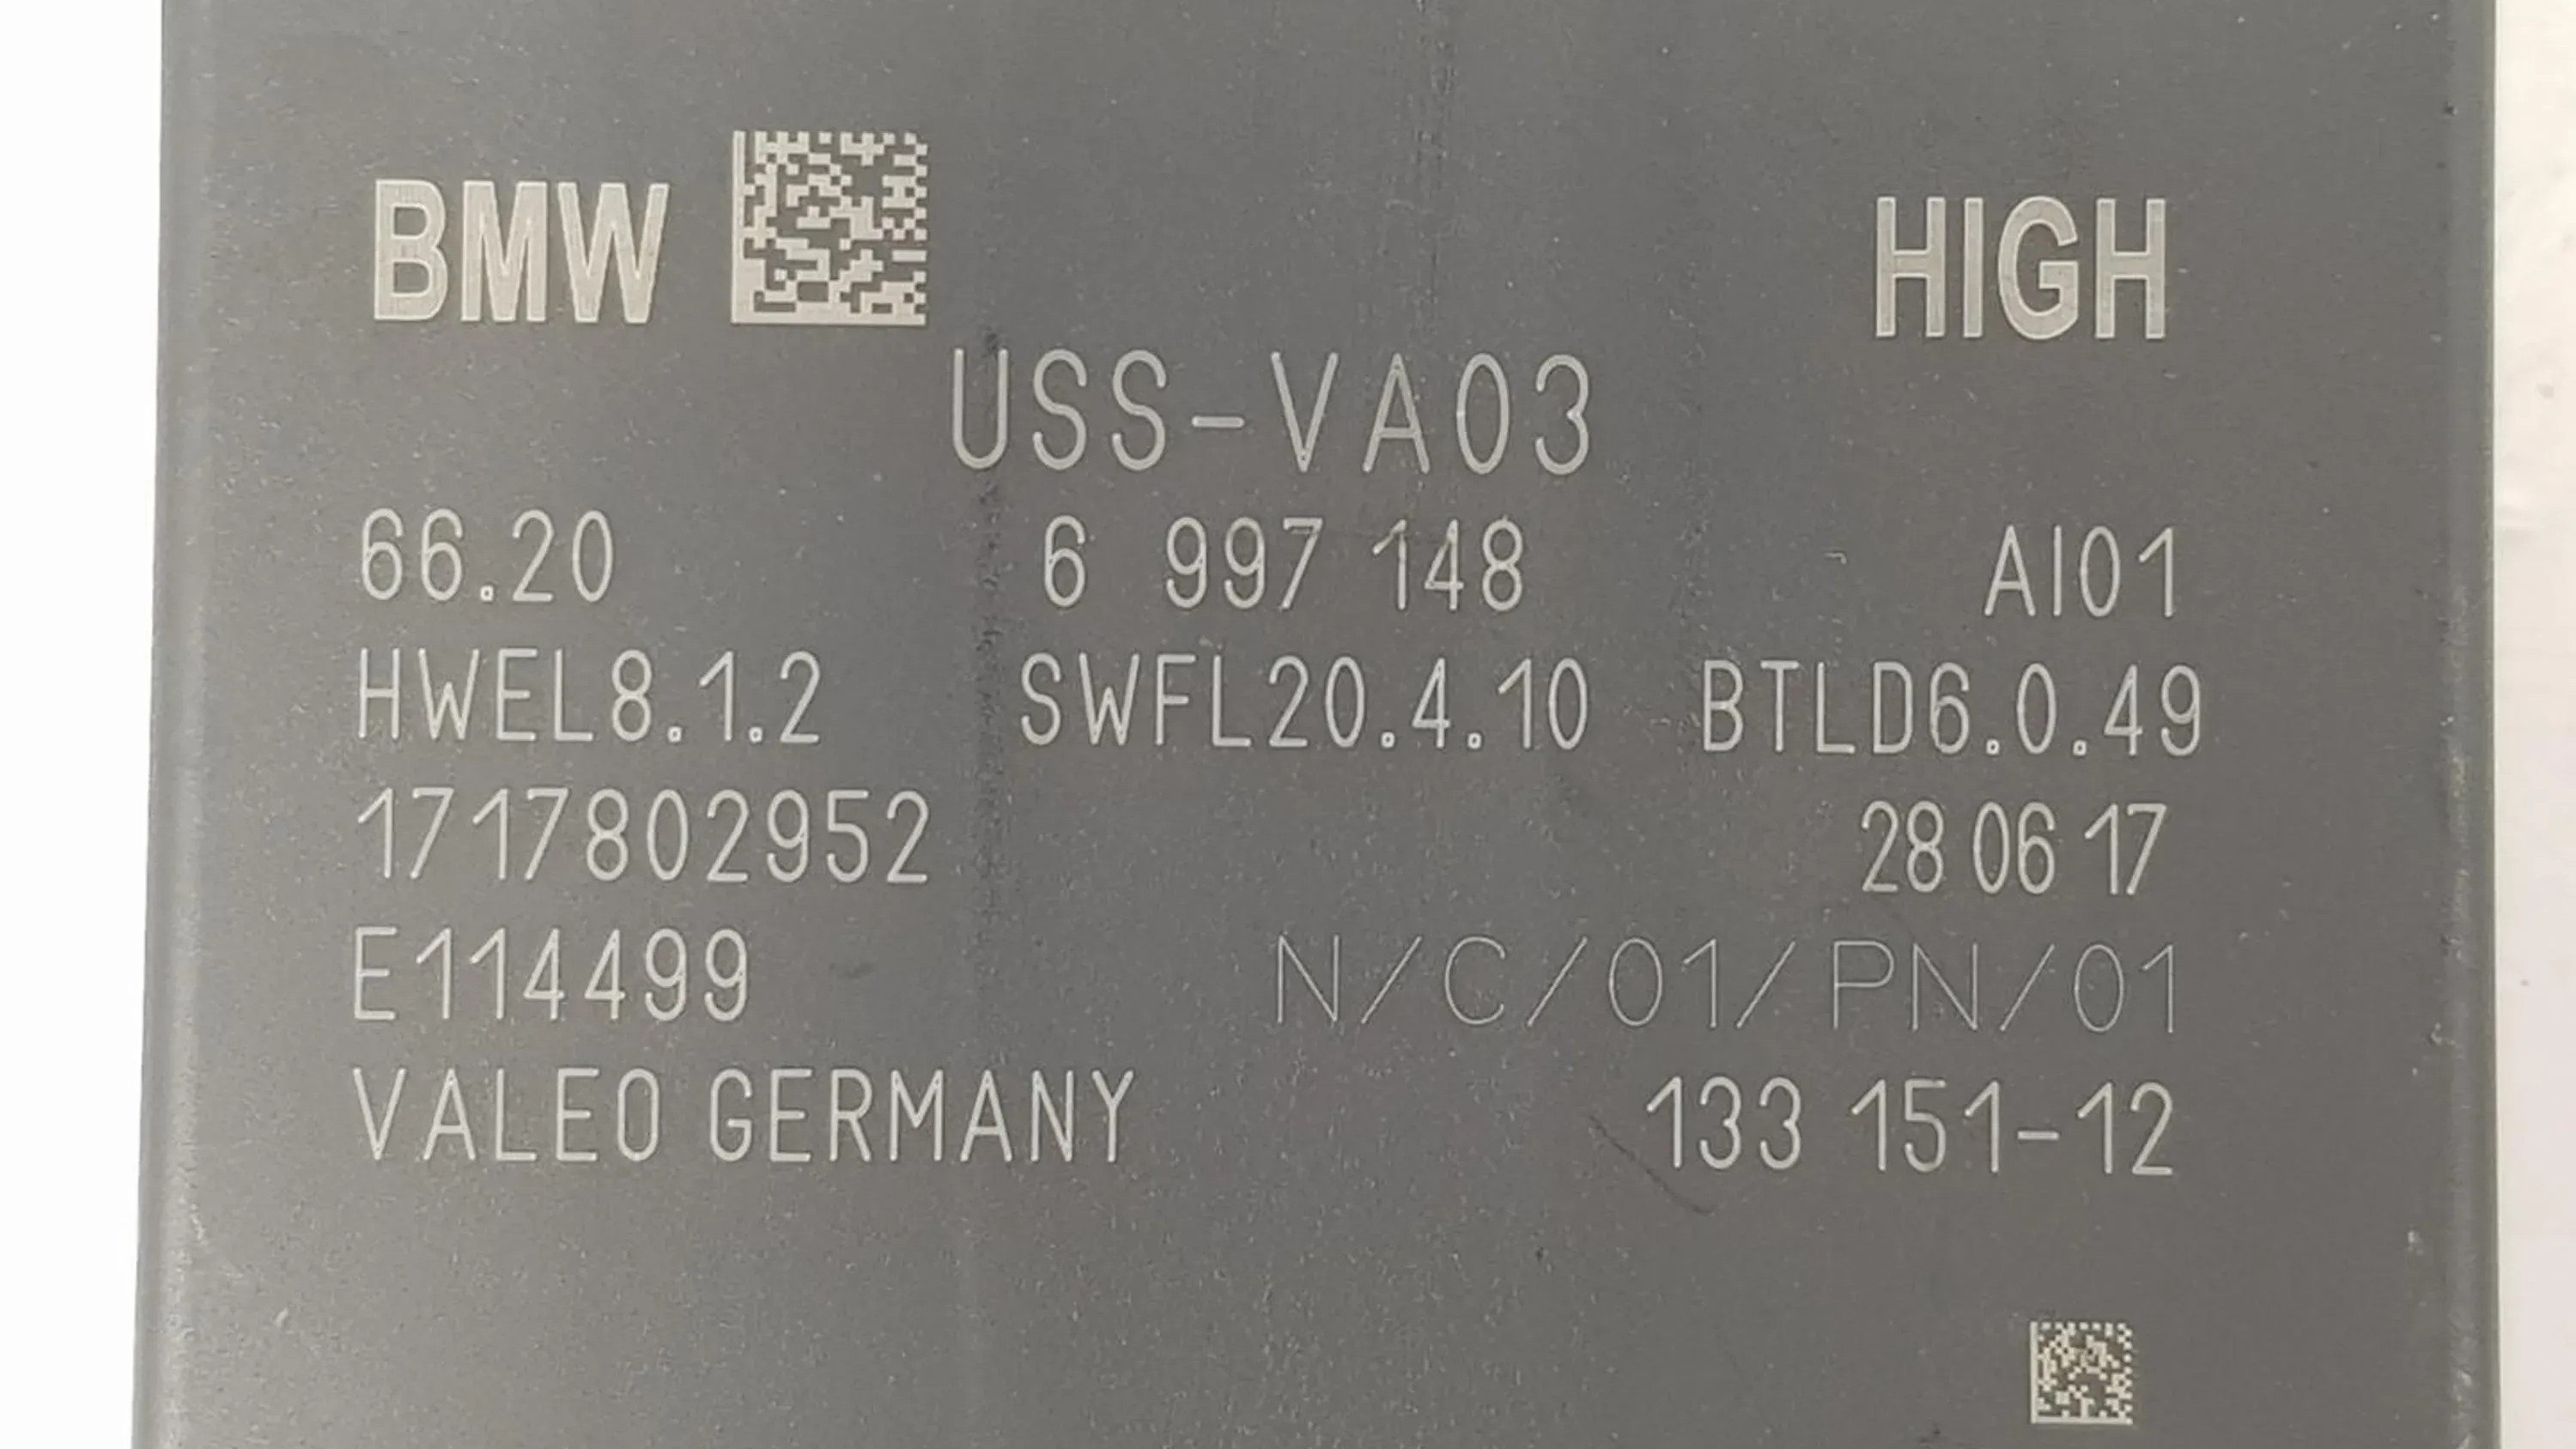 BMW HIGH
USS-VA03
66.20 6 997 148 AI01
HWEL8.1.2 SWFL20.4.10 BTLD6.0.49
1717802952 28 06 17
E114499 N/C/01/PN/01
VALEO GERMANY 133 151-12